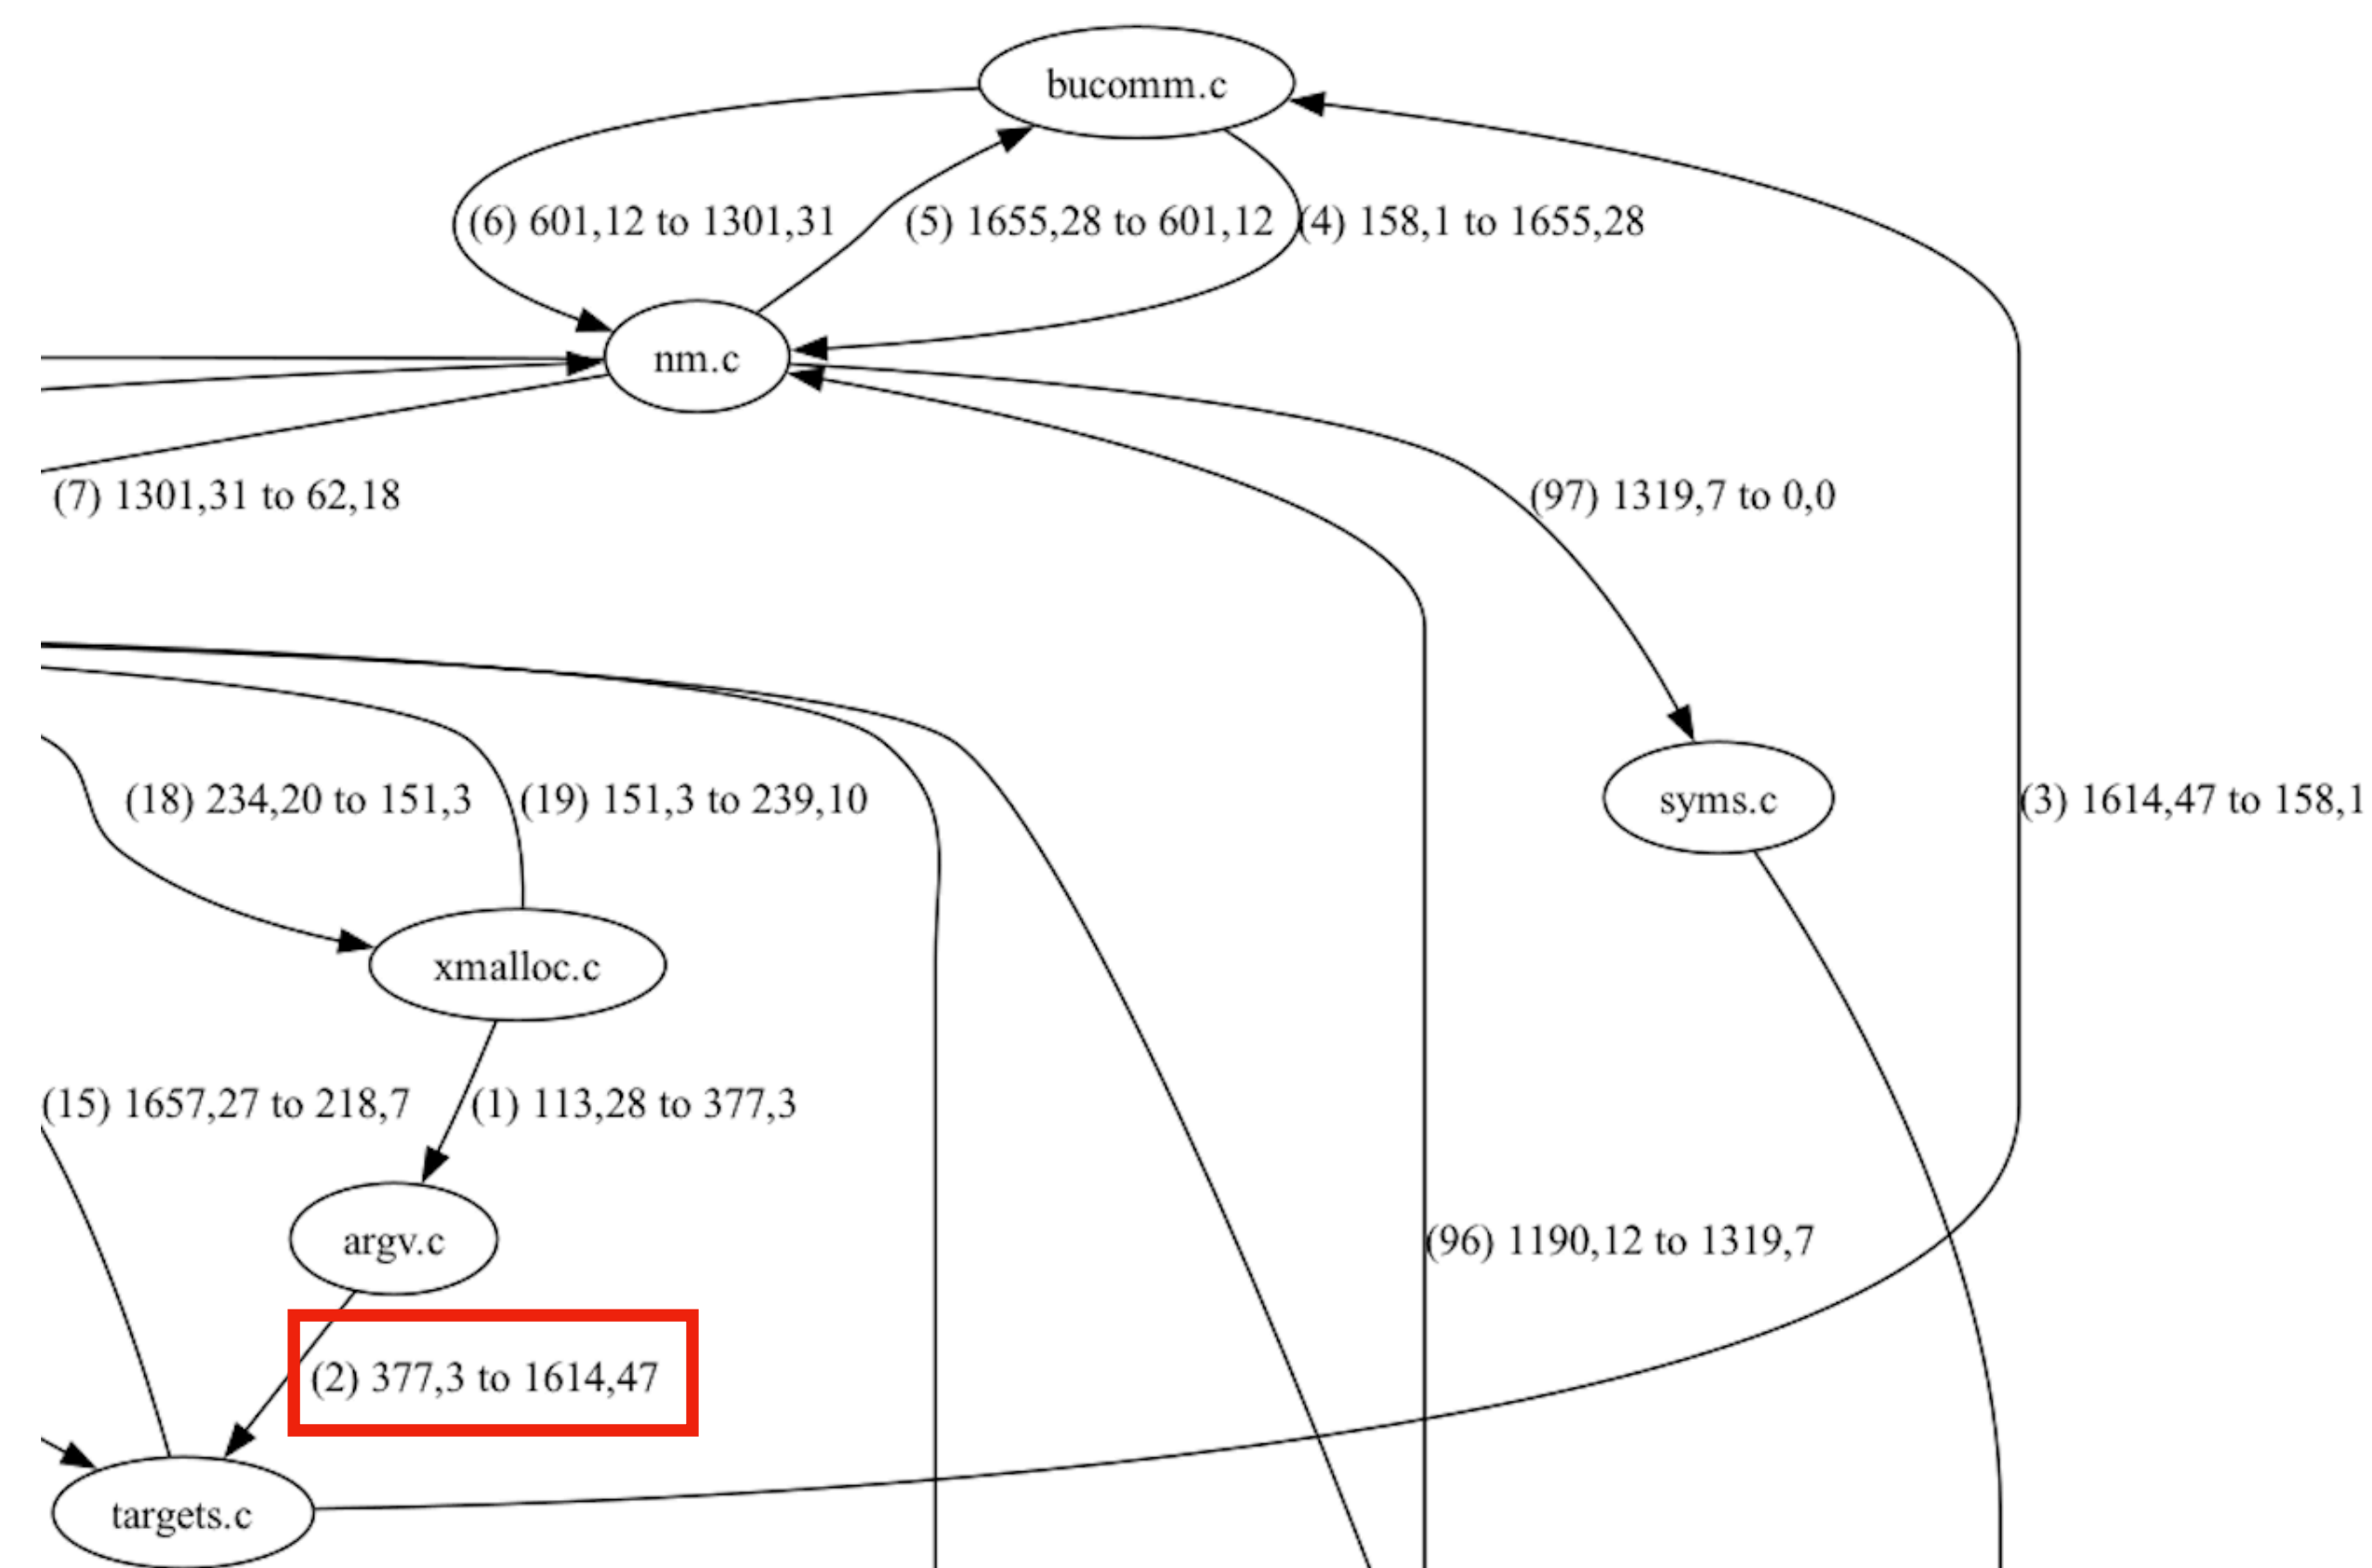 bucomm.c
(6) 601,12 to 1301,31
(5) 1655,28 to 601,12
(4) 158,1 to 1655,28
nm.c
(7) 1301,31 to 62,18
(97) 1319,7 to 0,0
(18) 234,20 to 151,3
(19) 151,3 to 239,10
syms.c
(3) 1614,47 to 158,1
xmalloc.c
(15) 1657,27 to 218,7
(1) 113,28 to 377,3
argv.c
(96) 1190,12 to 1319,7
(2) 377,3 to 1614,47
targets.c